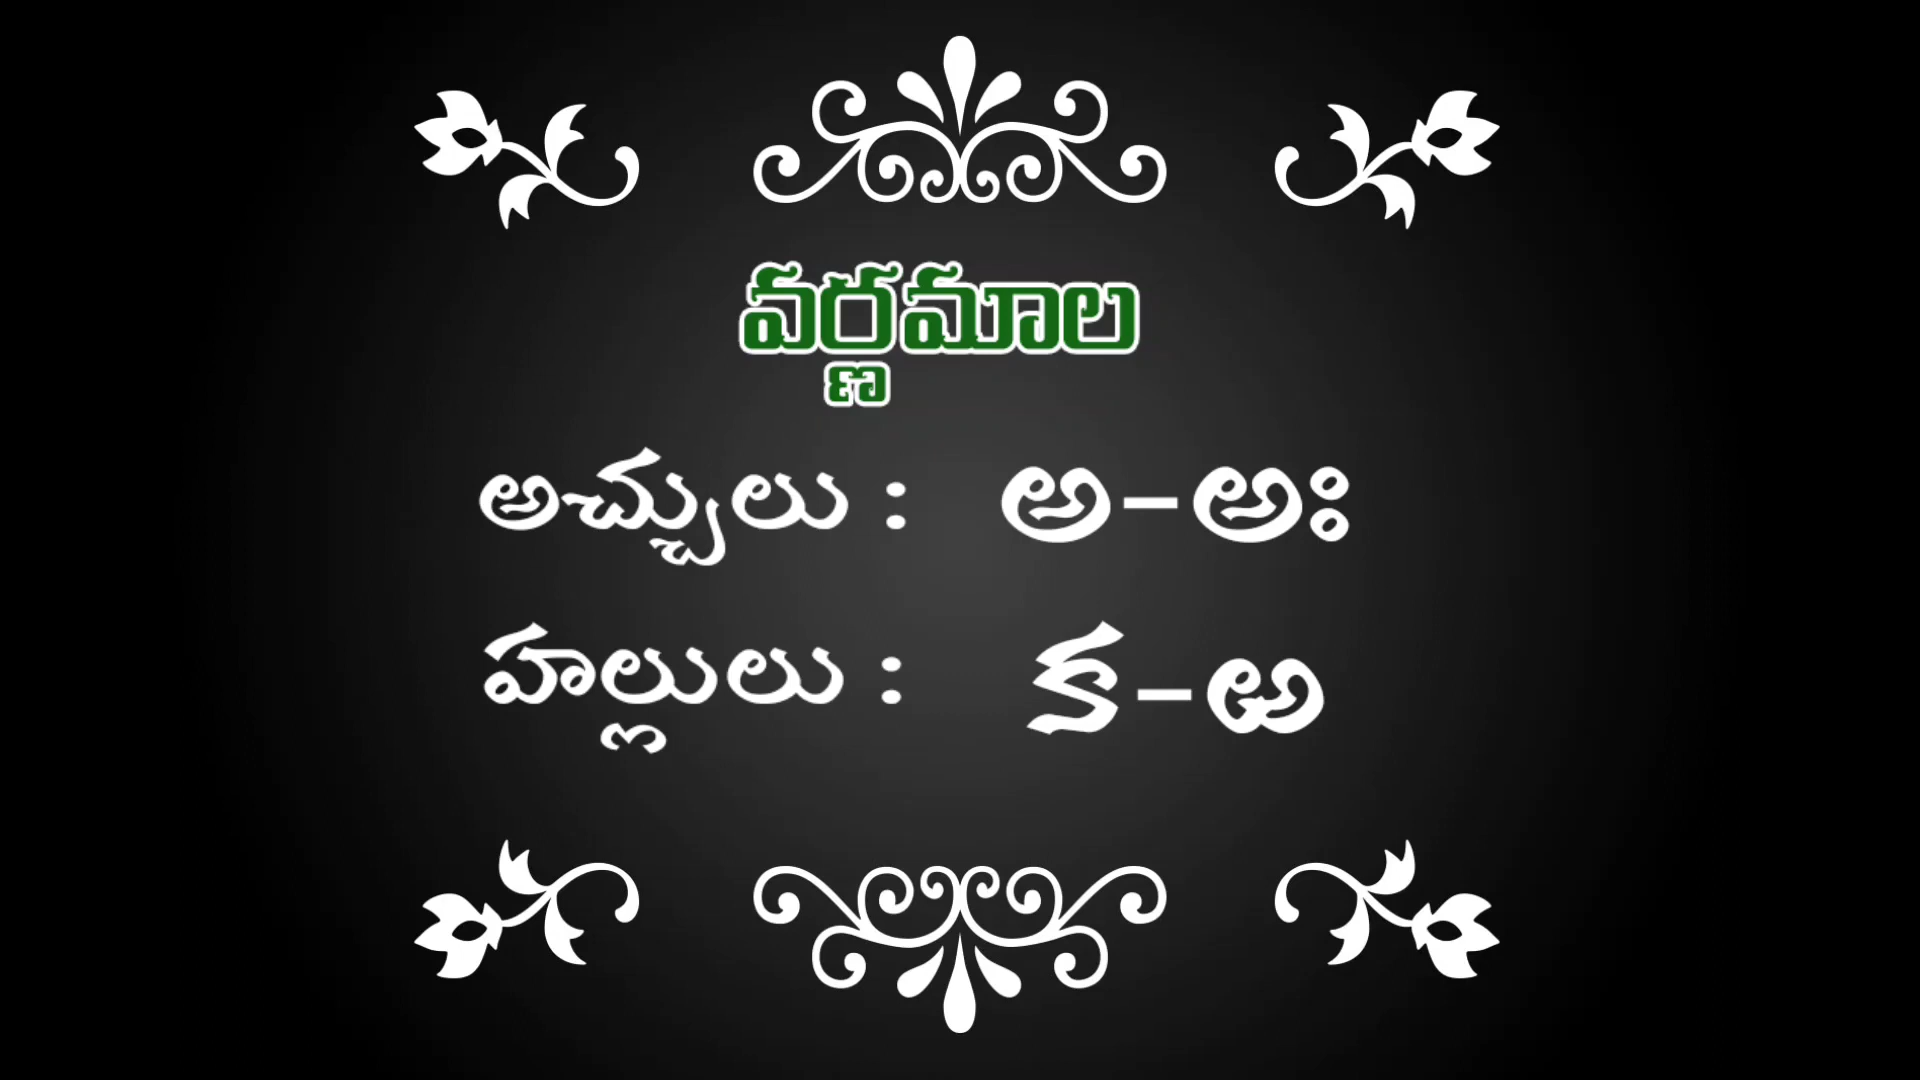 వర్ణమాల
అచ్చులు : అ-అః
హల్లులు : క-ఱ